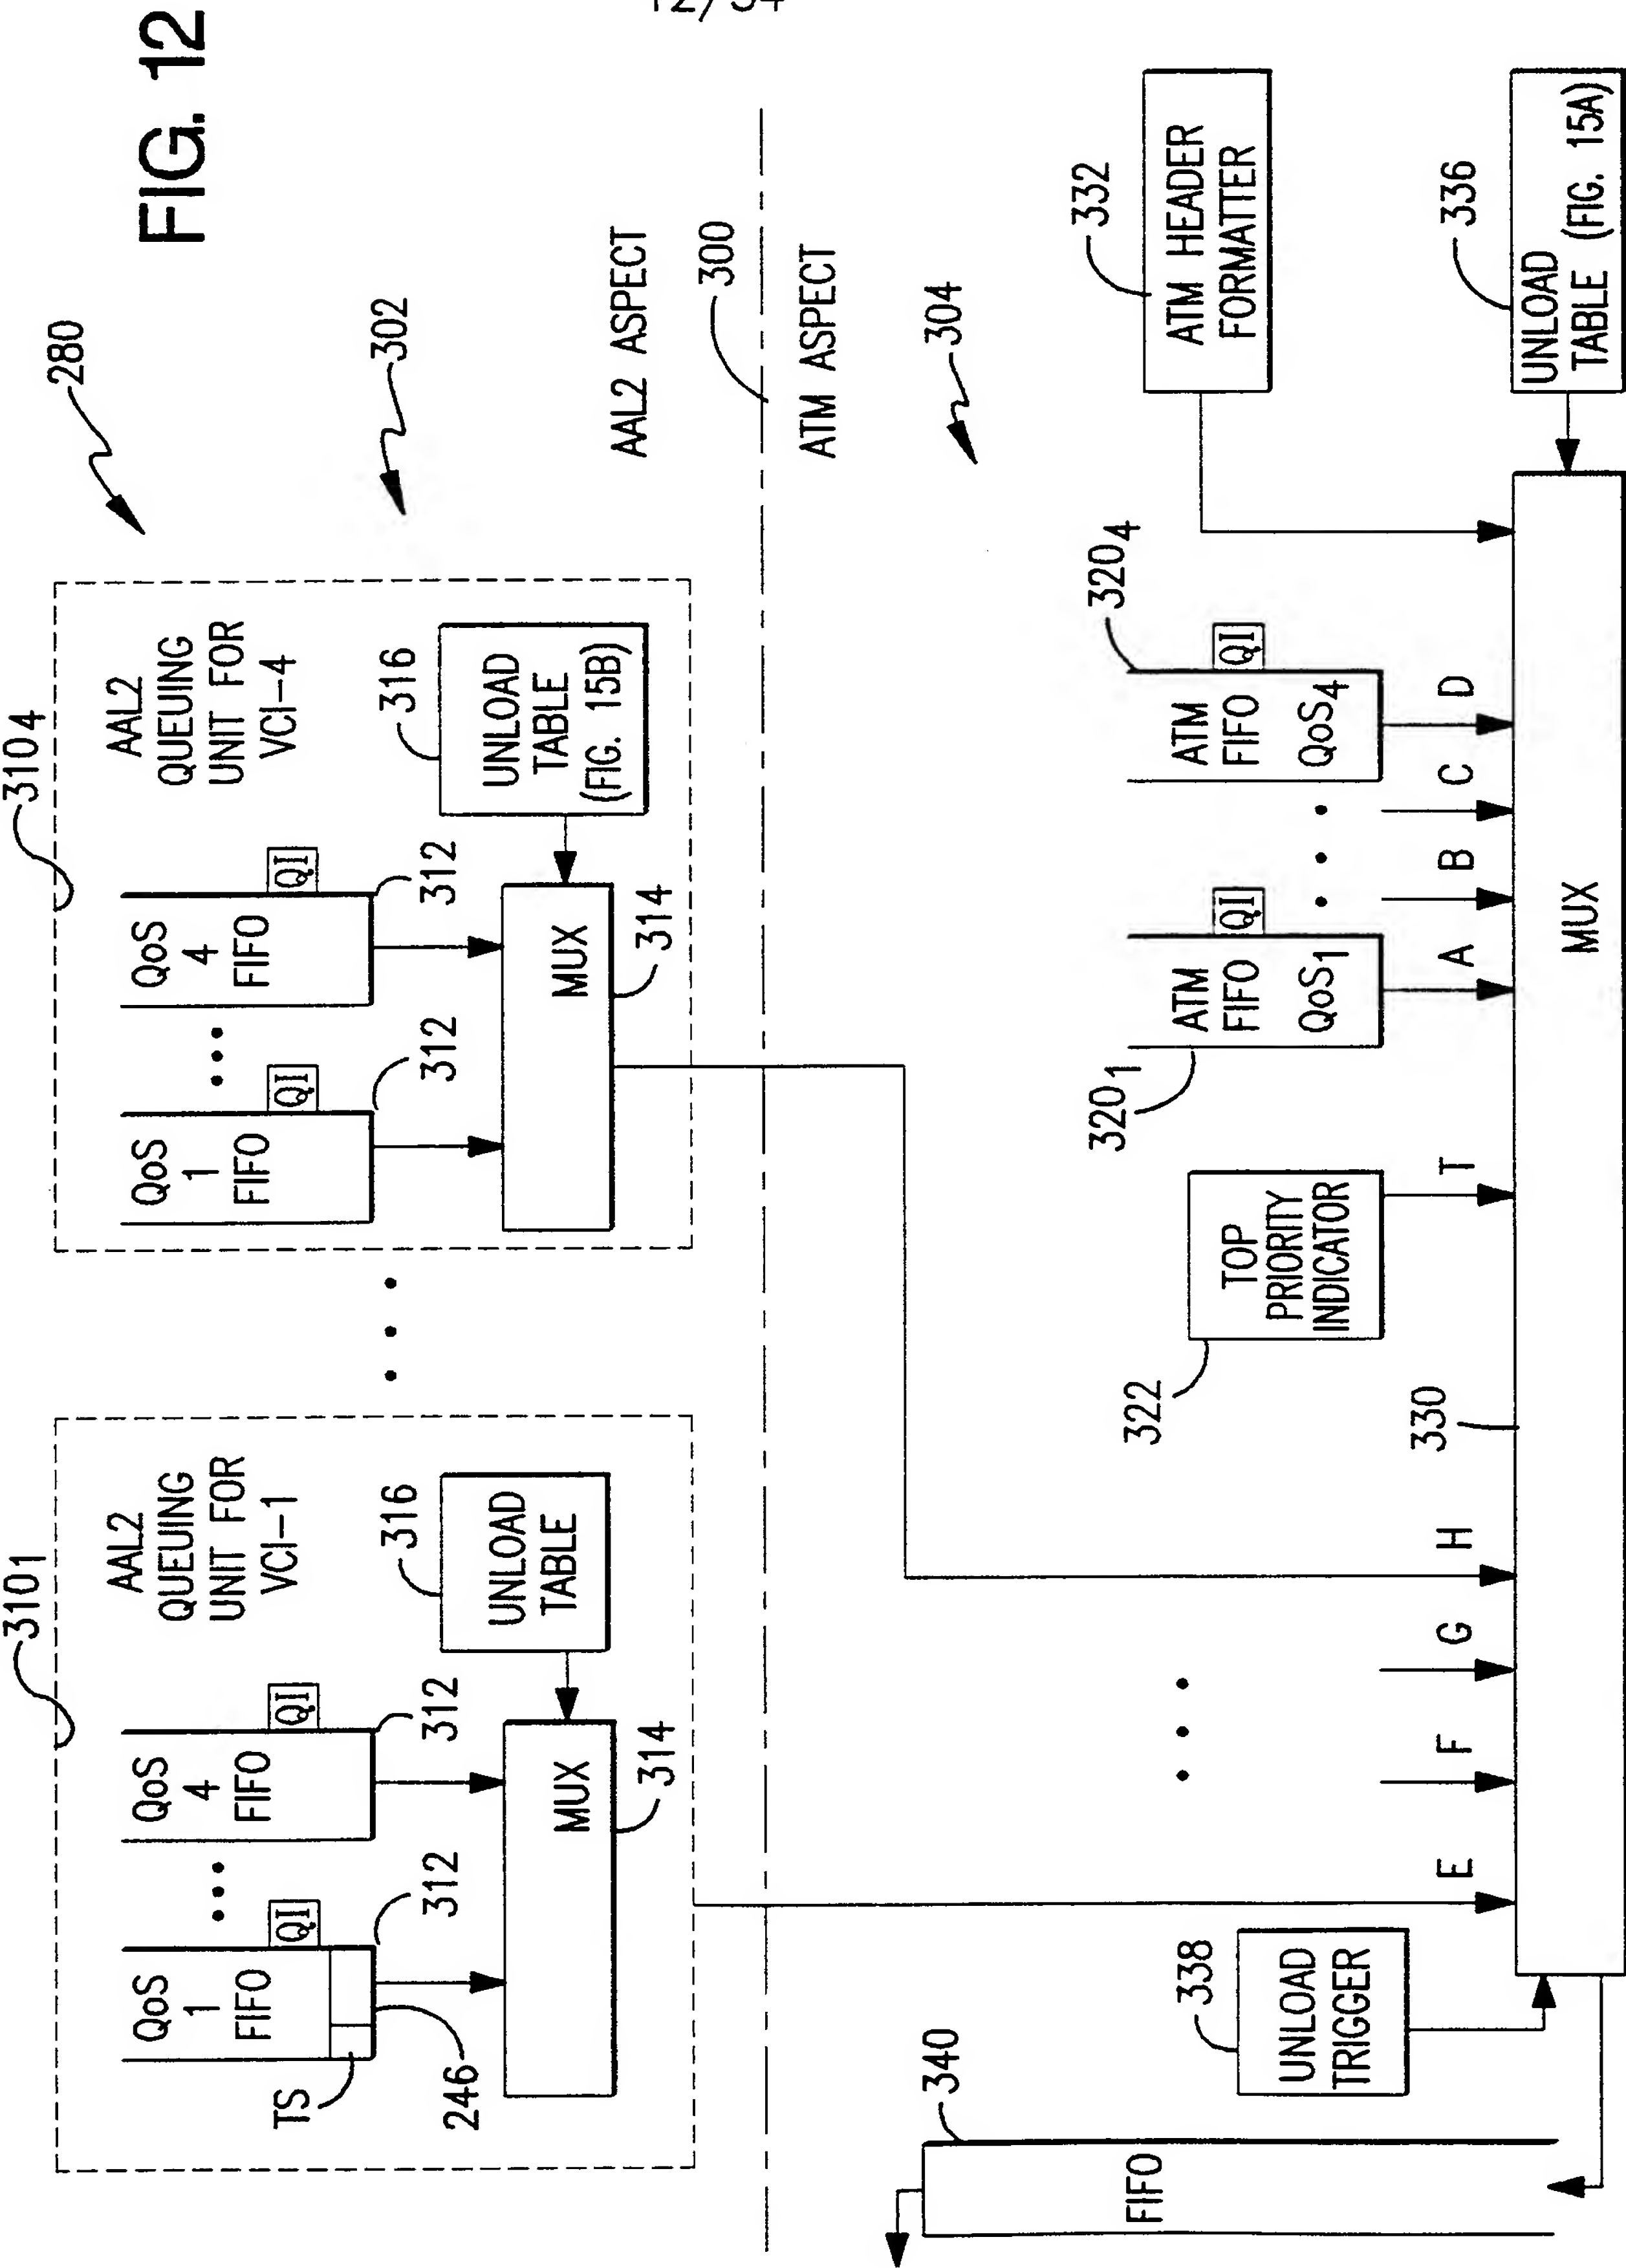 12/34
FIG. 12
280
302
AAL2 ASPECT
300
ATM ASPECT
304
310₁
AAL2
QUEUING
UNIT FOR
VCI-1
QoS
1
FIFO
QI
TS
246
312
QoS
4
FIFO
QI
312
316
UNLOAD
TABLE
MUX
314
310₄
AAL2
QUEUING
UNIT FOR
VCI-4
QoS
1
FIFO
QI
312
QoS
4
FIFO
QI
312
316
UNLOAD
TABLE
(FIG. 15B)
MUX
314
340
FIFO
338
UNLOAD
TRIGGER
E
F
G
H
330
322
TOP
PRIORITY
INDICATOR
T
320₁
ATM
FIFO
QoS₁
QI
A
B
C
D
320₄
ATM
FIFO
QoS₄
QI
332
ATM HEADER
FORMATTER
336
UNLOAD
TABLE (FIG. 15A)
MUX